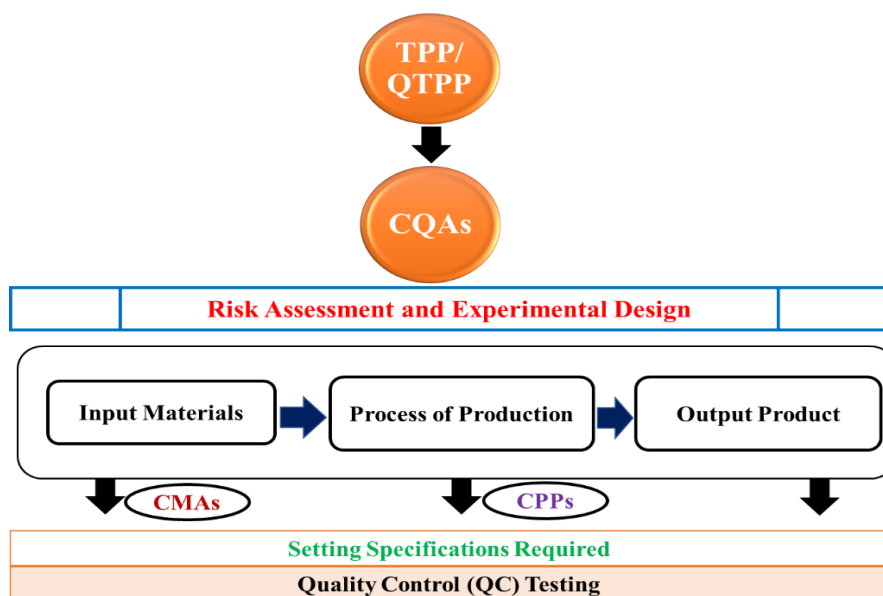 TPP/
QTPP
CQAs
Risk Assessment and Experimental Design
Input Materials
Process of Production
Output Product
CMAs
CPPs
Setting Specifications Required
Quality Control (QC) Testing